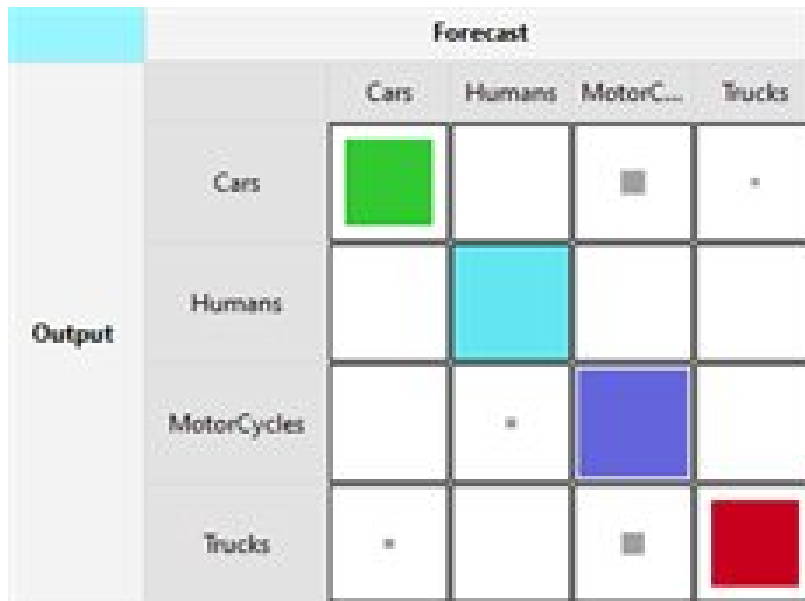 Forecast
Cars Humans MotorC... Trucks
Cars
Humans
Output
MotorCycles
Trucks